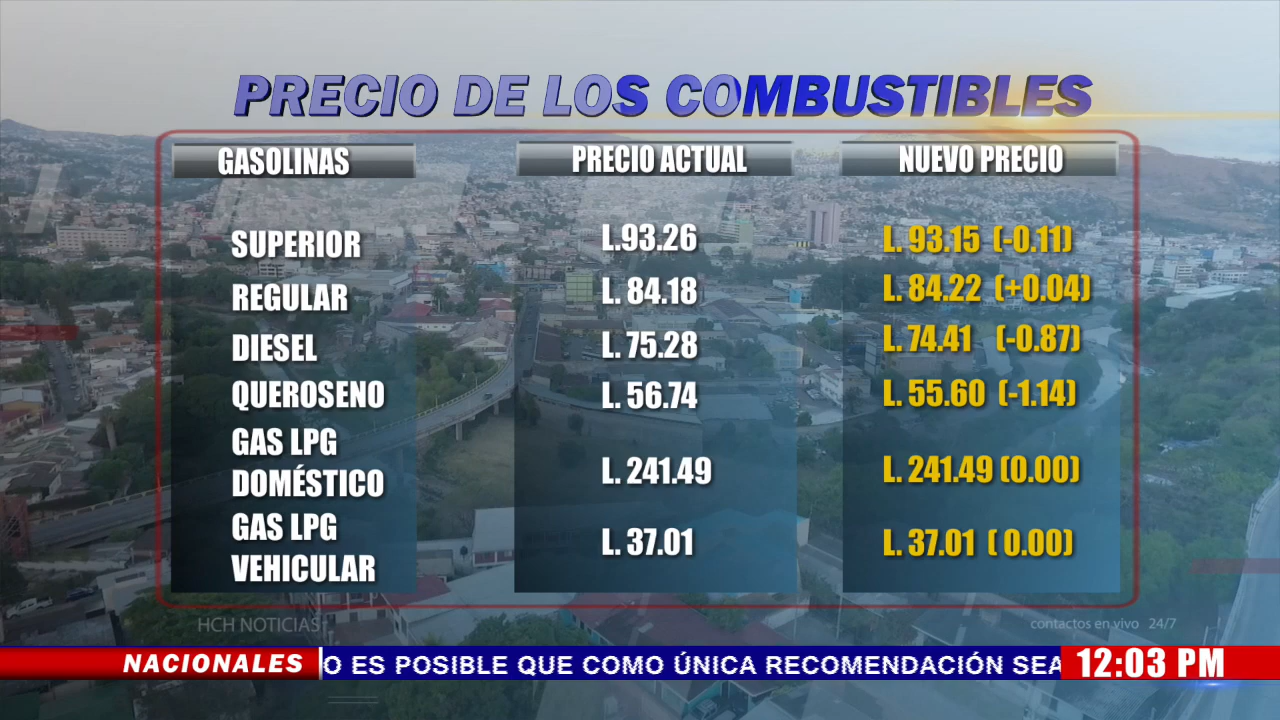 PRECIO DE LOS COMBUSTIBLES
GASOLINAS PRECIO ACTUAL NUEVO PRECIO
SUPERIOR L.93.26 L. 93.15 (-0.11)
REGULAR L. 84.18 L. 84.22 (+0.04)
DIESEL L. 75.28 L. 74.41 (-0.87)
QUEROSENO L. 56.74 L. 55.60 (-1.14)
GAS LPG
DOMÉSTICO L. 241.49 L. 241.49 (0.00)
GAS LPG
VEHICULAR L. 37.01 L. 37.01 ( 0.00)
HCH NOTICIAS contactos en vivo 24/7
NACIONALES O ES POSIBLE QUE COMO ÚNICA RECOMENDACIÓN SEA 12:03 PM